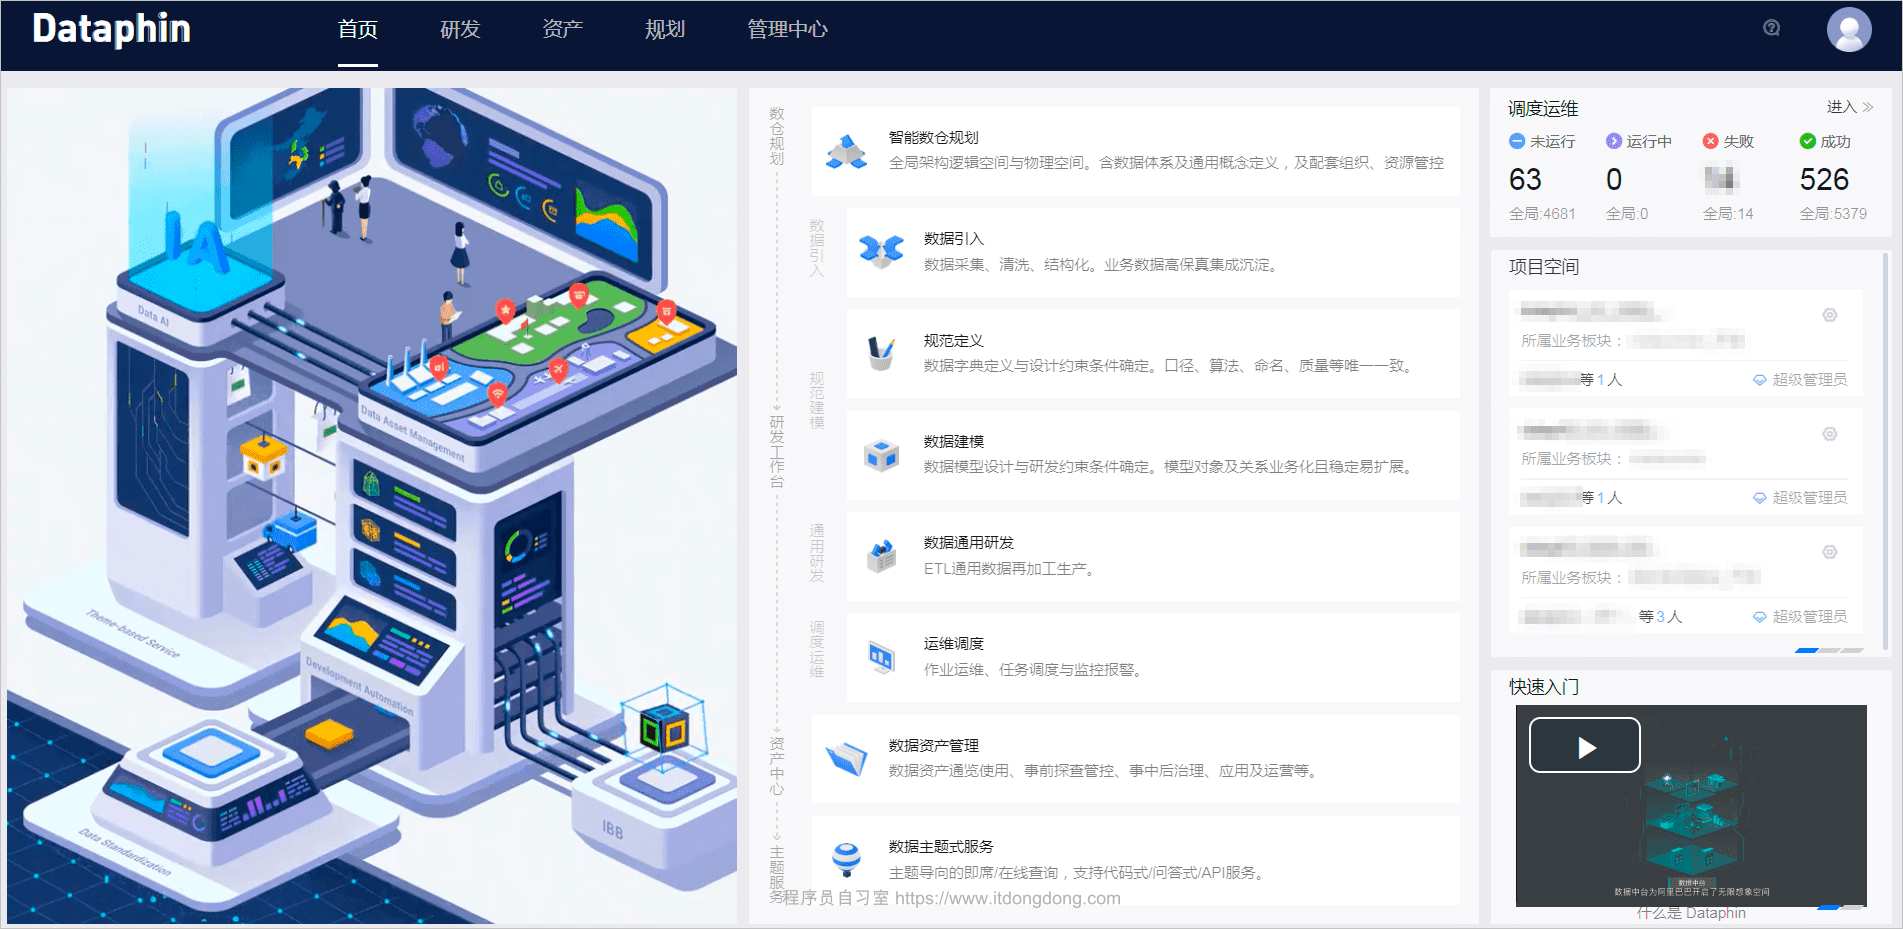 Dataphin
首页
研发
资产
规划
管理中心
Data AI
Data Asset Management
Theme-based Service
Development Automation
Data Standardization
IBB
数仓规划
研发工作台
资产中心
主题服务
数据引入
规范建模
通用研发
调度运维
智能数仓规划
全局架构逻辑空间与物理空间。含数据体系及通用概念定义，及配套组织、资源管控
数据引入
数据采集、清洗、结构化。业务数据高保真集成沉淀。
规范定义
数据字典定义与设计约束条件确定。口径、算法、命名、质量等唯一一致。
数据建模
数据模型设计与研发约束条件确定。模型对象及关系业务化且稳定易扩展。
数据通用研发
ETL通用数据再加工生产。
运维调度
作业运维、任务调度与监控报警。
数据资产管理
数据资产通览使用、事前探查管控、事中后治理、应用及运营等。
数据主题式服务
主题导向的即席/在线查询，支持代码式/问答式/API服务。
程序员自习室 https://www.itdongdong.com
调度运维
进入
未运行
运行中
失败
成功
63
0
526
全局:4681
全局:0
全局:14
全局:5379
项目空间
所属业务板块：
等1人
超级管理员
所属业务板块：
等1人
超级管理员
所属业务板块：
等3人
超级管理员
快速入门
数据中台
数据中台为阿里巴巴开启了无限想象空间
什么是 Dataphin